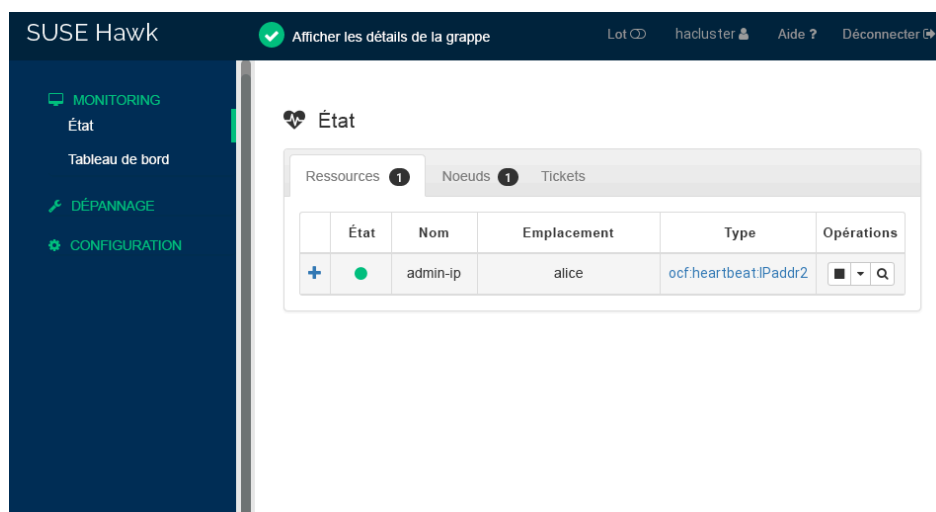 SUSE Hawk
Afficher les détails de la grappe
Lot
hacluster
Aide ?
Déconnecter
MONITORING
État
Tableau de bord
DÉPANNAGE
CONFIGURATION
État
Ressources 1
Noeuds 1
Tickets
État Nom Emplacement Type Opérations
admin-ip alice ocf:heartbeat:IPaddr2